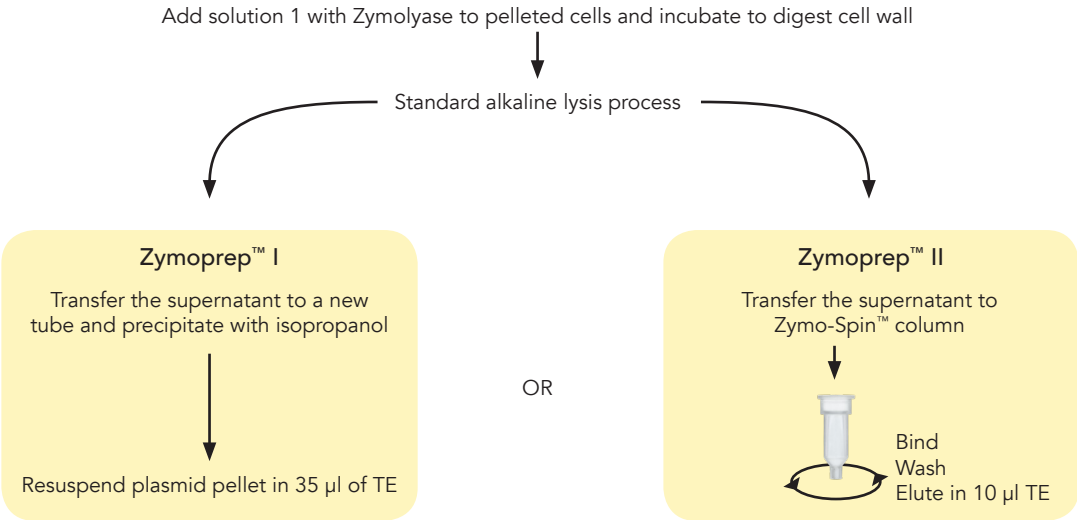 Add solution 1 with Zymolyase to pelleted cells and incubate to digest cell wall
Standard alkaline lysis process
Zymoprep™ I
Transfer the supernatant to a new
tube and precipitate with isopropanol
Resuspend plasmid pellet in 35 µl of TE
OR
Zymoprep™ II
Transfer the supernatant to
Zymo-Spin™ column
Bind
Wash
Elute in 10 µl TE